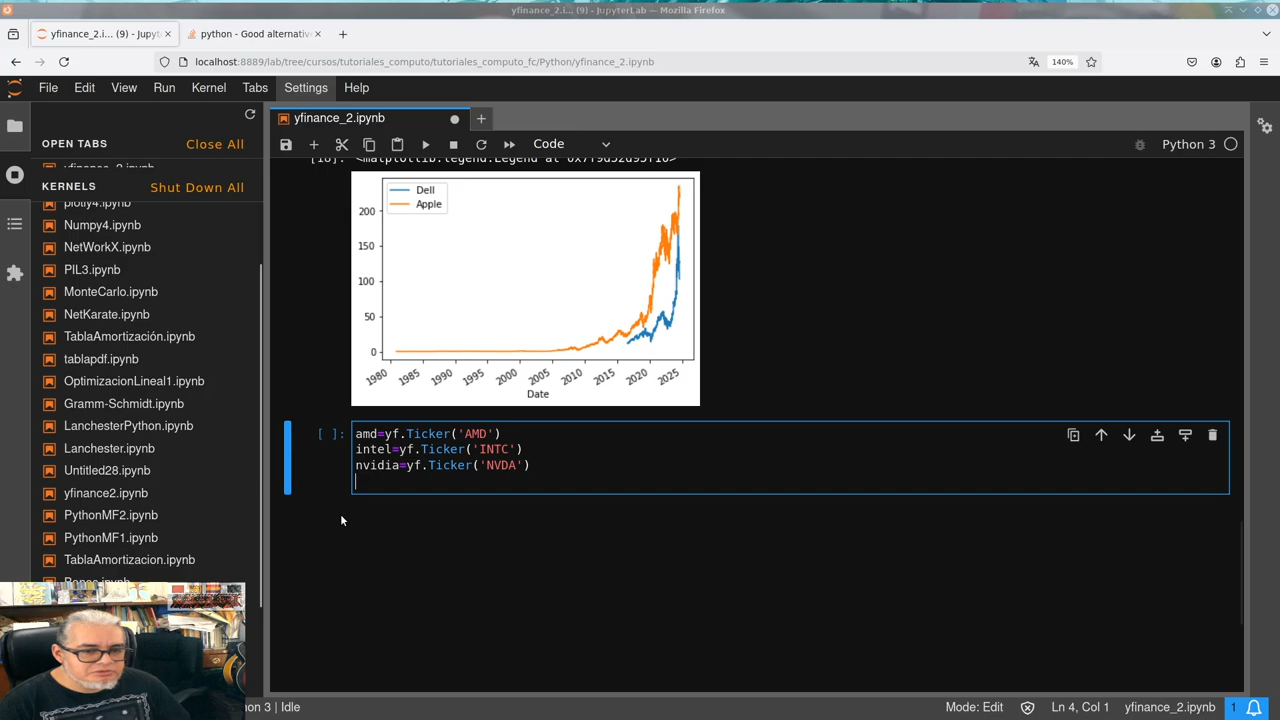 yfinance_2.i... (9) - JupyterLab — Mozilla Firefox
yfinance_2.i... (9) - Jupyt
python - Good alternativ
localhost:8889/lab/tree/cursos/tutoriales_computo/tutoriales_computo_fc/Python/yfinance_2.ipynb
140%
File Edit View Run Kernel Tabs Settings Help
yfinance_2.ipynb
OPEN TABS
Close All
Code
Python 3
yfinance_2.ipynb
KERNELS
Shut Down All
plotly4.ipynb
Numpy4.ipynb
NetWorkX.ipynb
PIL3.ipynb
MonteCarlo.ipynb
NetKarate.ipynb
TablaAmortización.ipynb
tablapdf.ipynb
OptimizacionLineal1.ipynb
Gramm-Schmidt.ipynb
LanchesterPython.ipynb
Lanchester.ipynb
Untitled28.ipynb
yfinance2.ipynb
PythonMF2.ipynb
PythonMF1.ipynb
TablaAmortizacion.ipynb
Dell
Apple
200
150
100
50
0
1980 1985 1990 1995 2000 2005 2010 2015 2020 2025
Date
[ ]:
amd=yf.Ticker('AMD')
intel=yf.Ticker('INTC')
nvidia=yf.Ticker('NVDA')
on 3 | Idle
Mode: Edit
Ln 4, Col 1
yfinance_2.ipynb
1